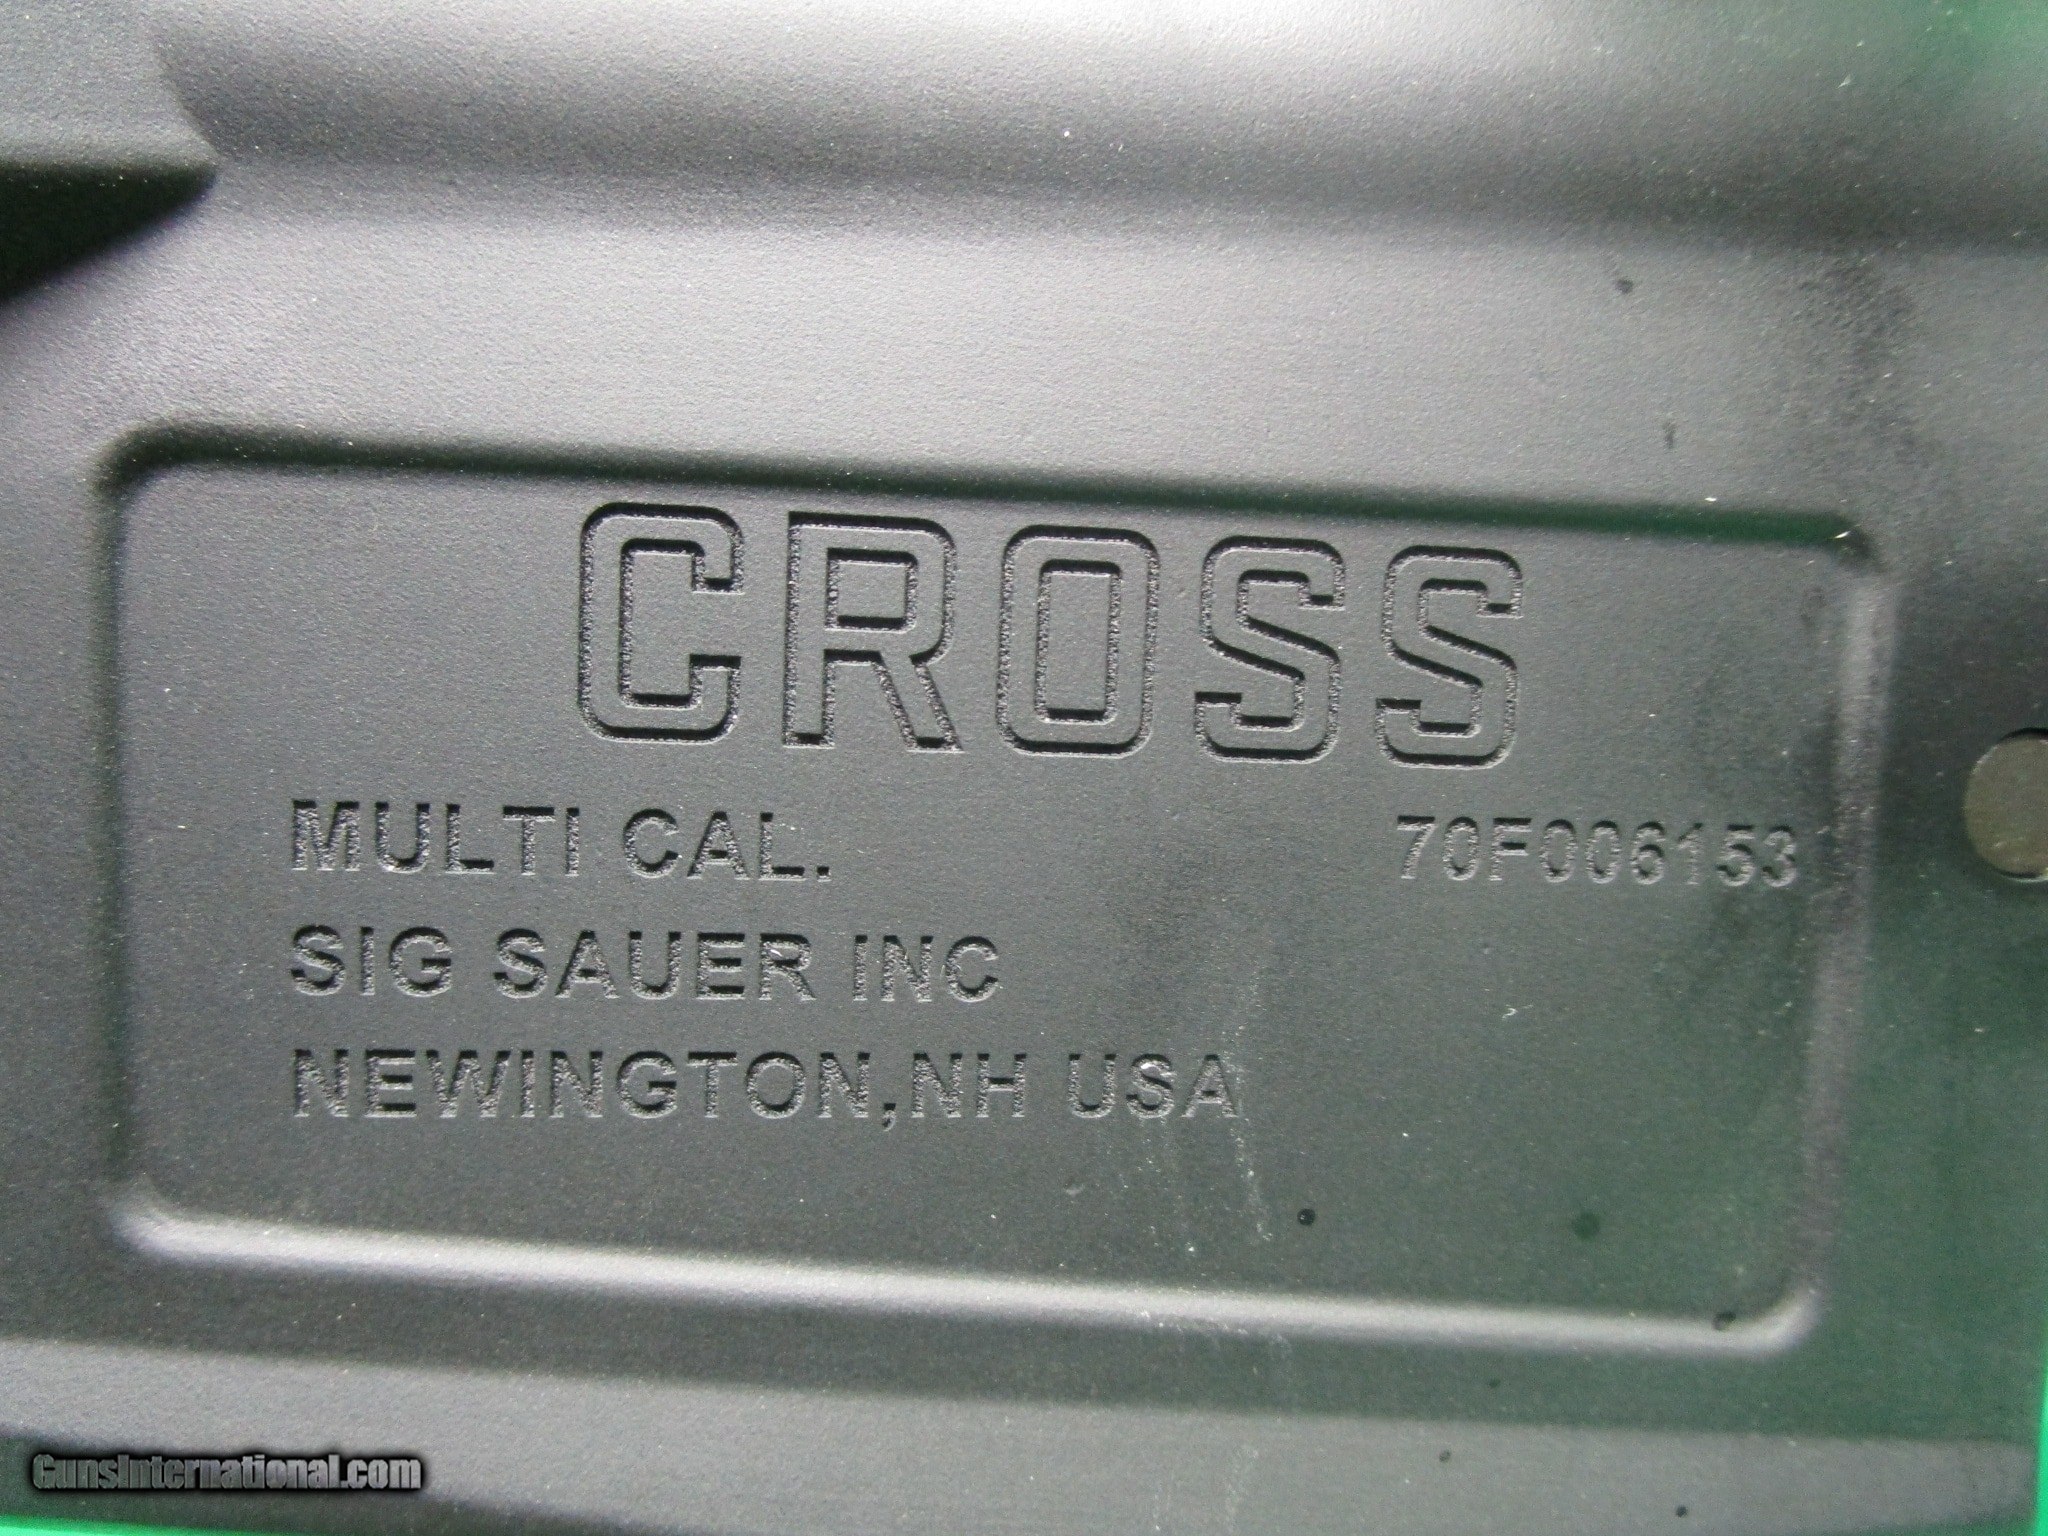 CROSS
MULTI CAL. 70F006153
SIG SAUER INC
NEWINGTON,NH USA
GunsInternational.com